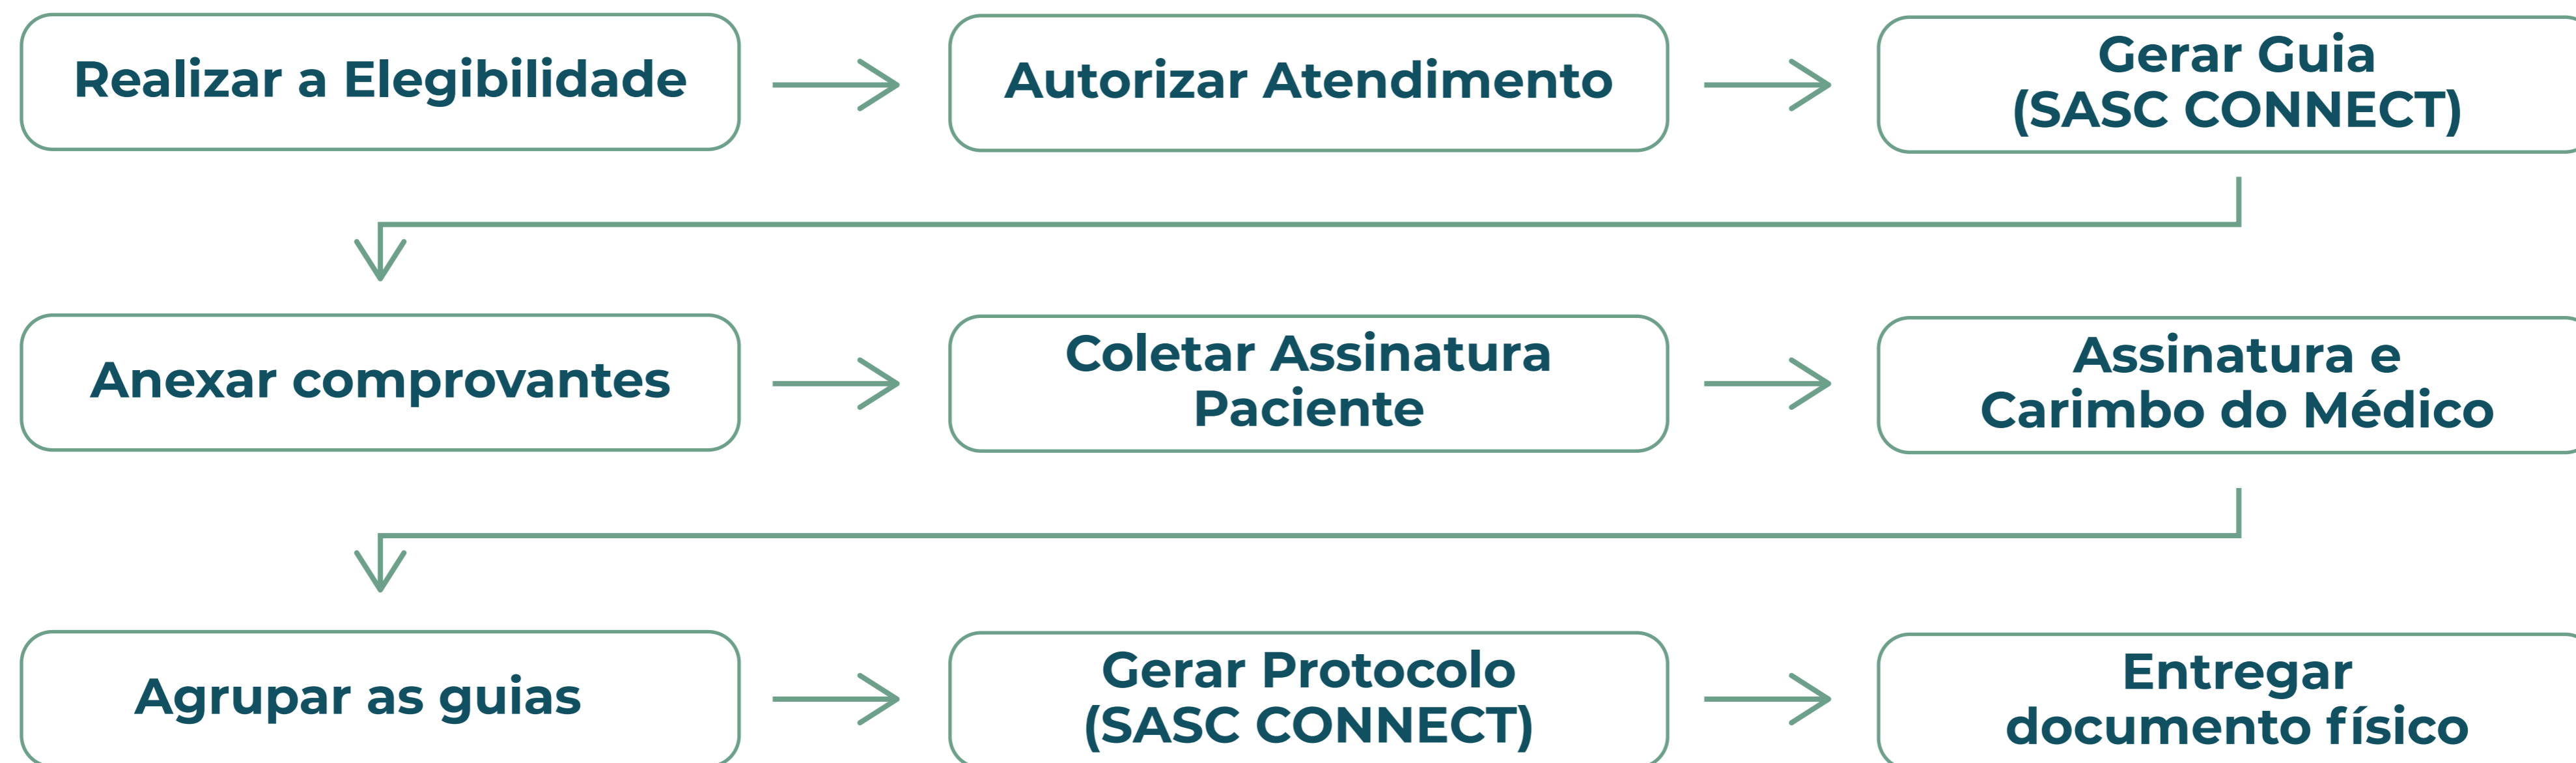 Realizar a Elegibilidade
Autorizar Atendimento
Gerar Guia
(SASC CONNECT)
Anexar comprovantes
Coletar Assinatura
Paciente
Assinatura e
Carimbo do Médico
Agrupar as guias
Gerar Protocolo
(SASC CONNECT)
Entregar
documento físico